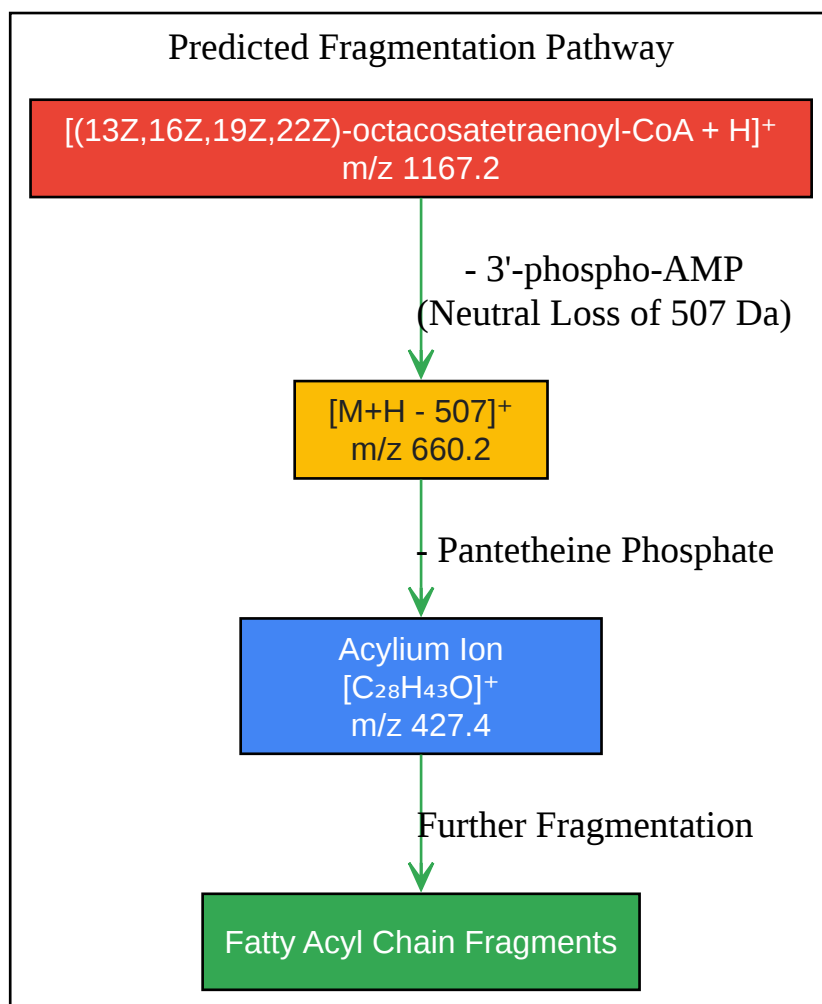 Predicted Fragmentation Pathway
[(13Z,16Z,19Z,22Z)-octacosatetraenoyl-CoA + H]⁺
m/z 1167.2
- 3'-phospho-AMP
(Neutral Loss of 507 Da)
[M+H - 507]⁺
m/z 660.2
- Pantetheine Phosphate
Acylium Ion
[C₂₈H₄₃O]⁺
m/z 427.4
Further Fragmentation
Fatty Acyl Chain Fragments